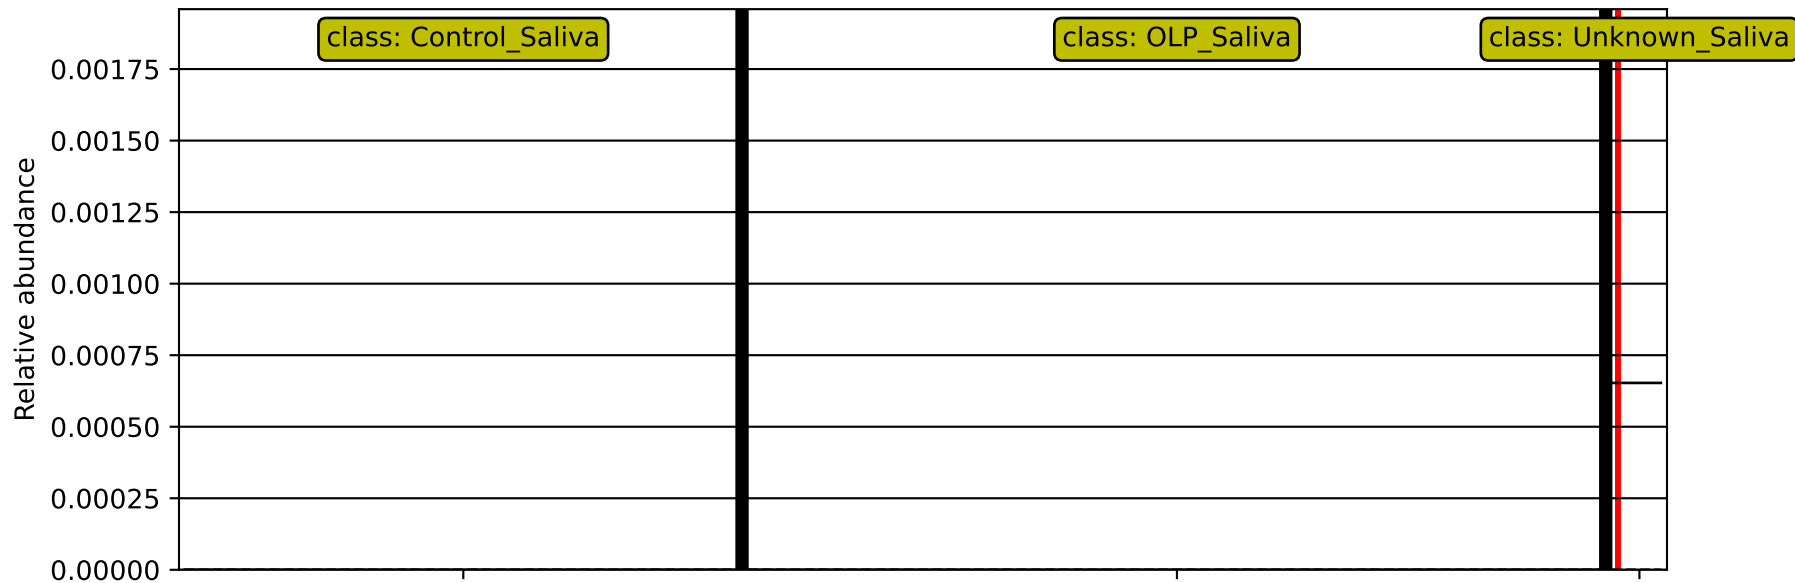 class: Control_Saliva
class: OLP_Saliva
class: Unknown_Saliva
Relative abundance
0.00175
0.00150
0.00125
0.00100
0.00075
0.00050
0.00025
0.00000